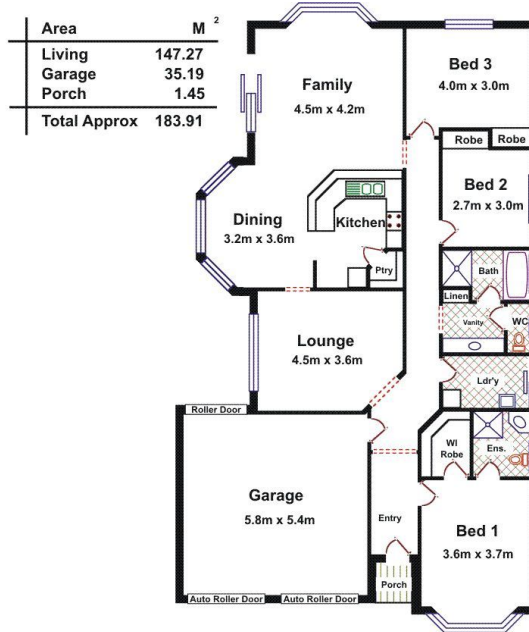 Area M 2
Living 147.27
Garage 35.19
Porch 1.45
Total Approx 183.91
Family
4.5m x 4.2m
Bed 3
4.0m x 3.0m
Robe Robe
Bed 2
2.7m x 3.0m
Dining
3.2m x 3.6m
Kitchen
Ptry
Bath
Linen
Vanity
WC
Lounge
4.5m x 3.6m
Ldr'y
Roller Door
WI
Robe
Ens.
Garage
5.8m x 5.4m
Entry
Bed 1
3.6m x 3.7m
Porch
Auto Roller Door Auto Roller Door